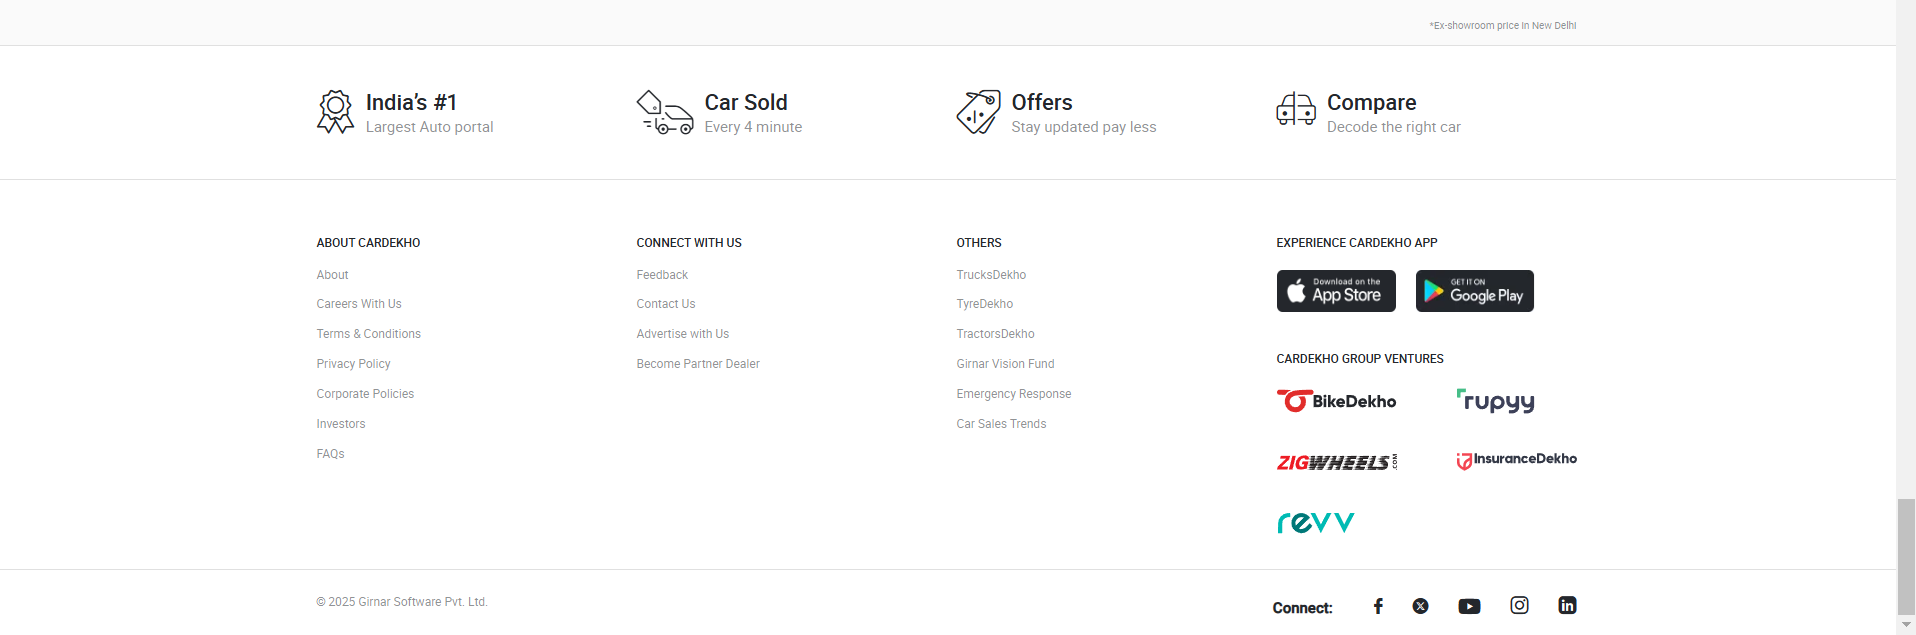 *Ex-showroom price in New Delhi
India's #1
Largest Auto portal
Car Sold
Every 4 minute
Offers
Stay updated pay less
Compare
Decode the right car
ABOUT CARDEKHO
About
Careers With Us
Terms & Conditions
Privacy Policy
Corporate Policies
Investors
FAQs
CONNECT WITH US
Feedback
Contact Us
Advertise with Us
Become Partner Dealer
OTHERS
TrucksDekho
TyreDekho
TractorsDekho
Girnar Vision Fund
Emergency Response
Car Sales Trends
EXPERIENCE CARDEKHO APP
Download on the
App Store
GET IT ON
Google Play
CARDEKHO GROUP VENTURES
BikeDekho
rupyy
ZIGWHEELS.COM
InsuranceDekho
revv
© 2025 Girnar Software Pvt. Ltd.
Connect: